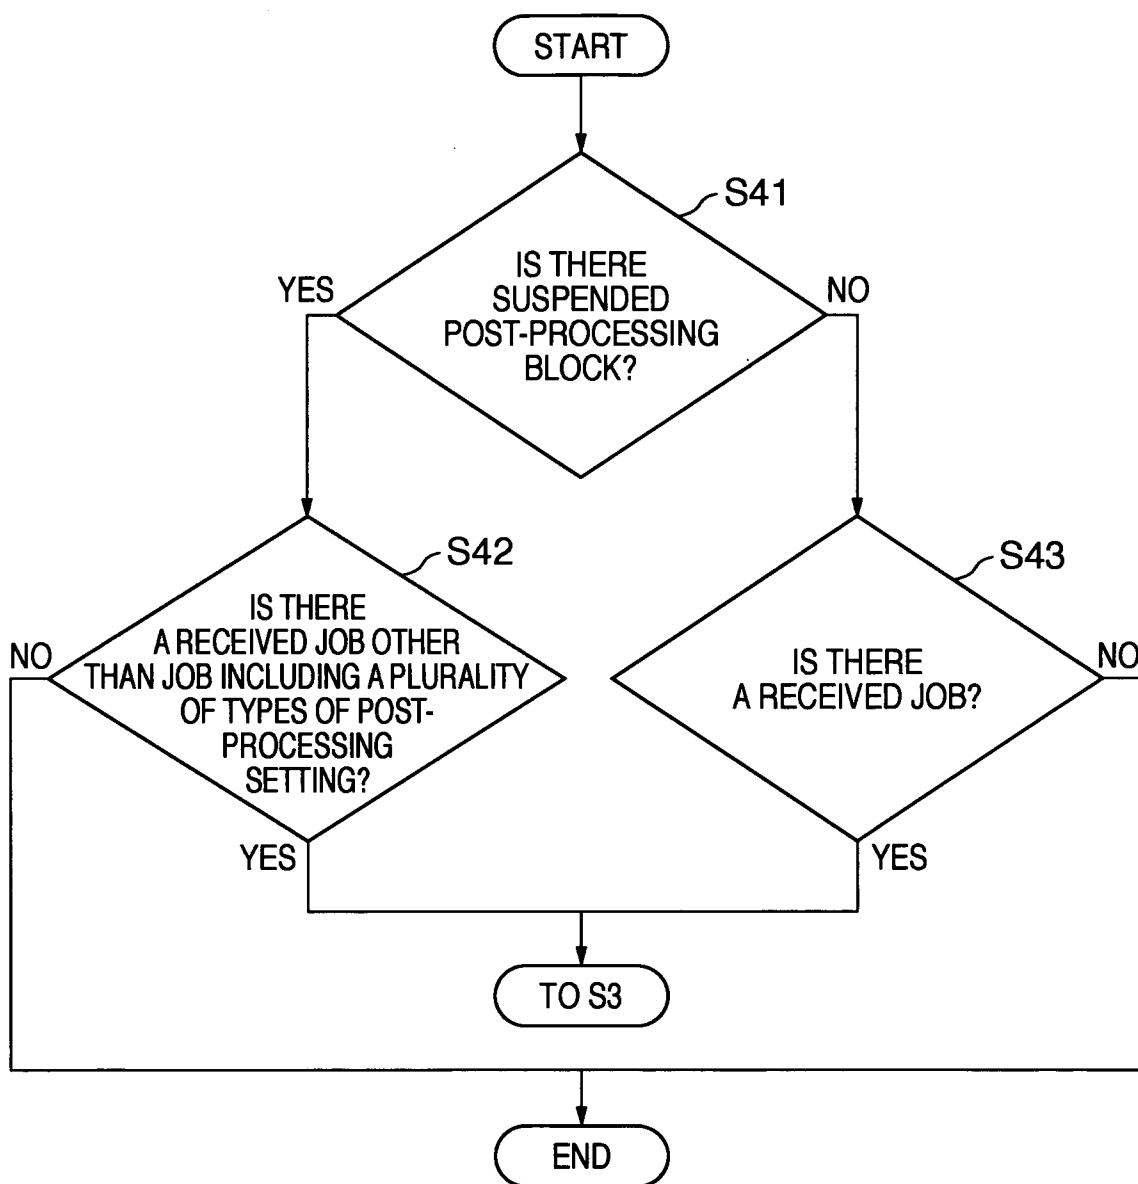 START
S41
IS THERE
SUSPENDED
POST-PROCESSING
BLOCK?
YES
NO
S42
IS THERE
A RECEIVED JOB OTHER
THAN JOB INCLUDING A PLURALITY
OF TYPES OF POST-
PROCESSING
SETTING?
NO
YES
S43
IS THERE
A RECEIVED JOB?
NO
YES
TO S3
END